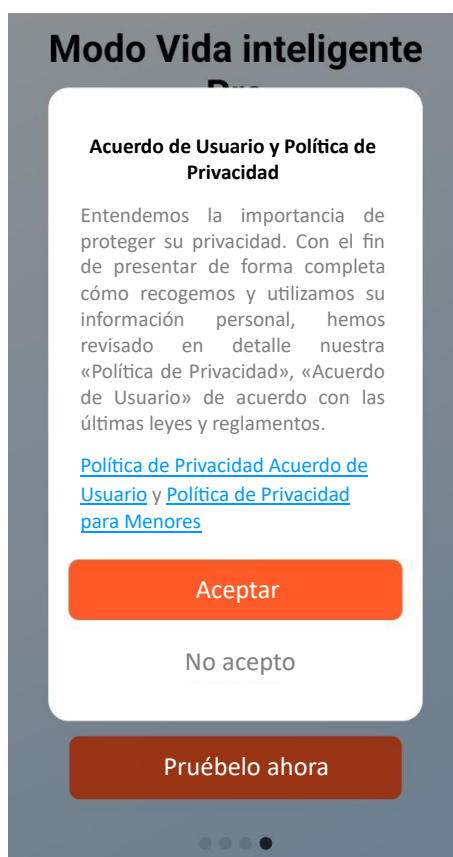 Modo Vida inteligente
Acuerdo de Usuario y Política de
Privacidad
Entendemos la importancia de
proteger su privacidad. Con el fin
de presentar de forma completa
cómo recogemos y utilizamos su
información personal, hemos
revisado en detalle nuestra
«Política de Privacidad», «Acuerdo
de Usuario» de acuerdo con las
últimas leyes y reglamentos.
Política de Privacidad Acuerdo de
Usuario y Política de Privacidad
para Menores
Aceptar
No acepto
Pruébelo ahora